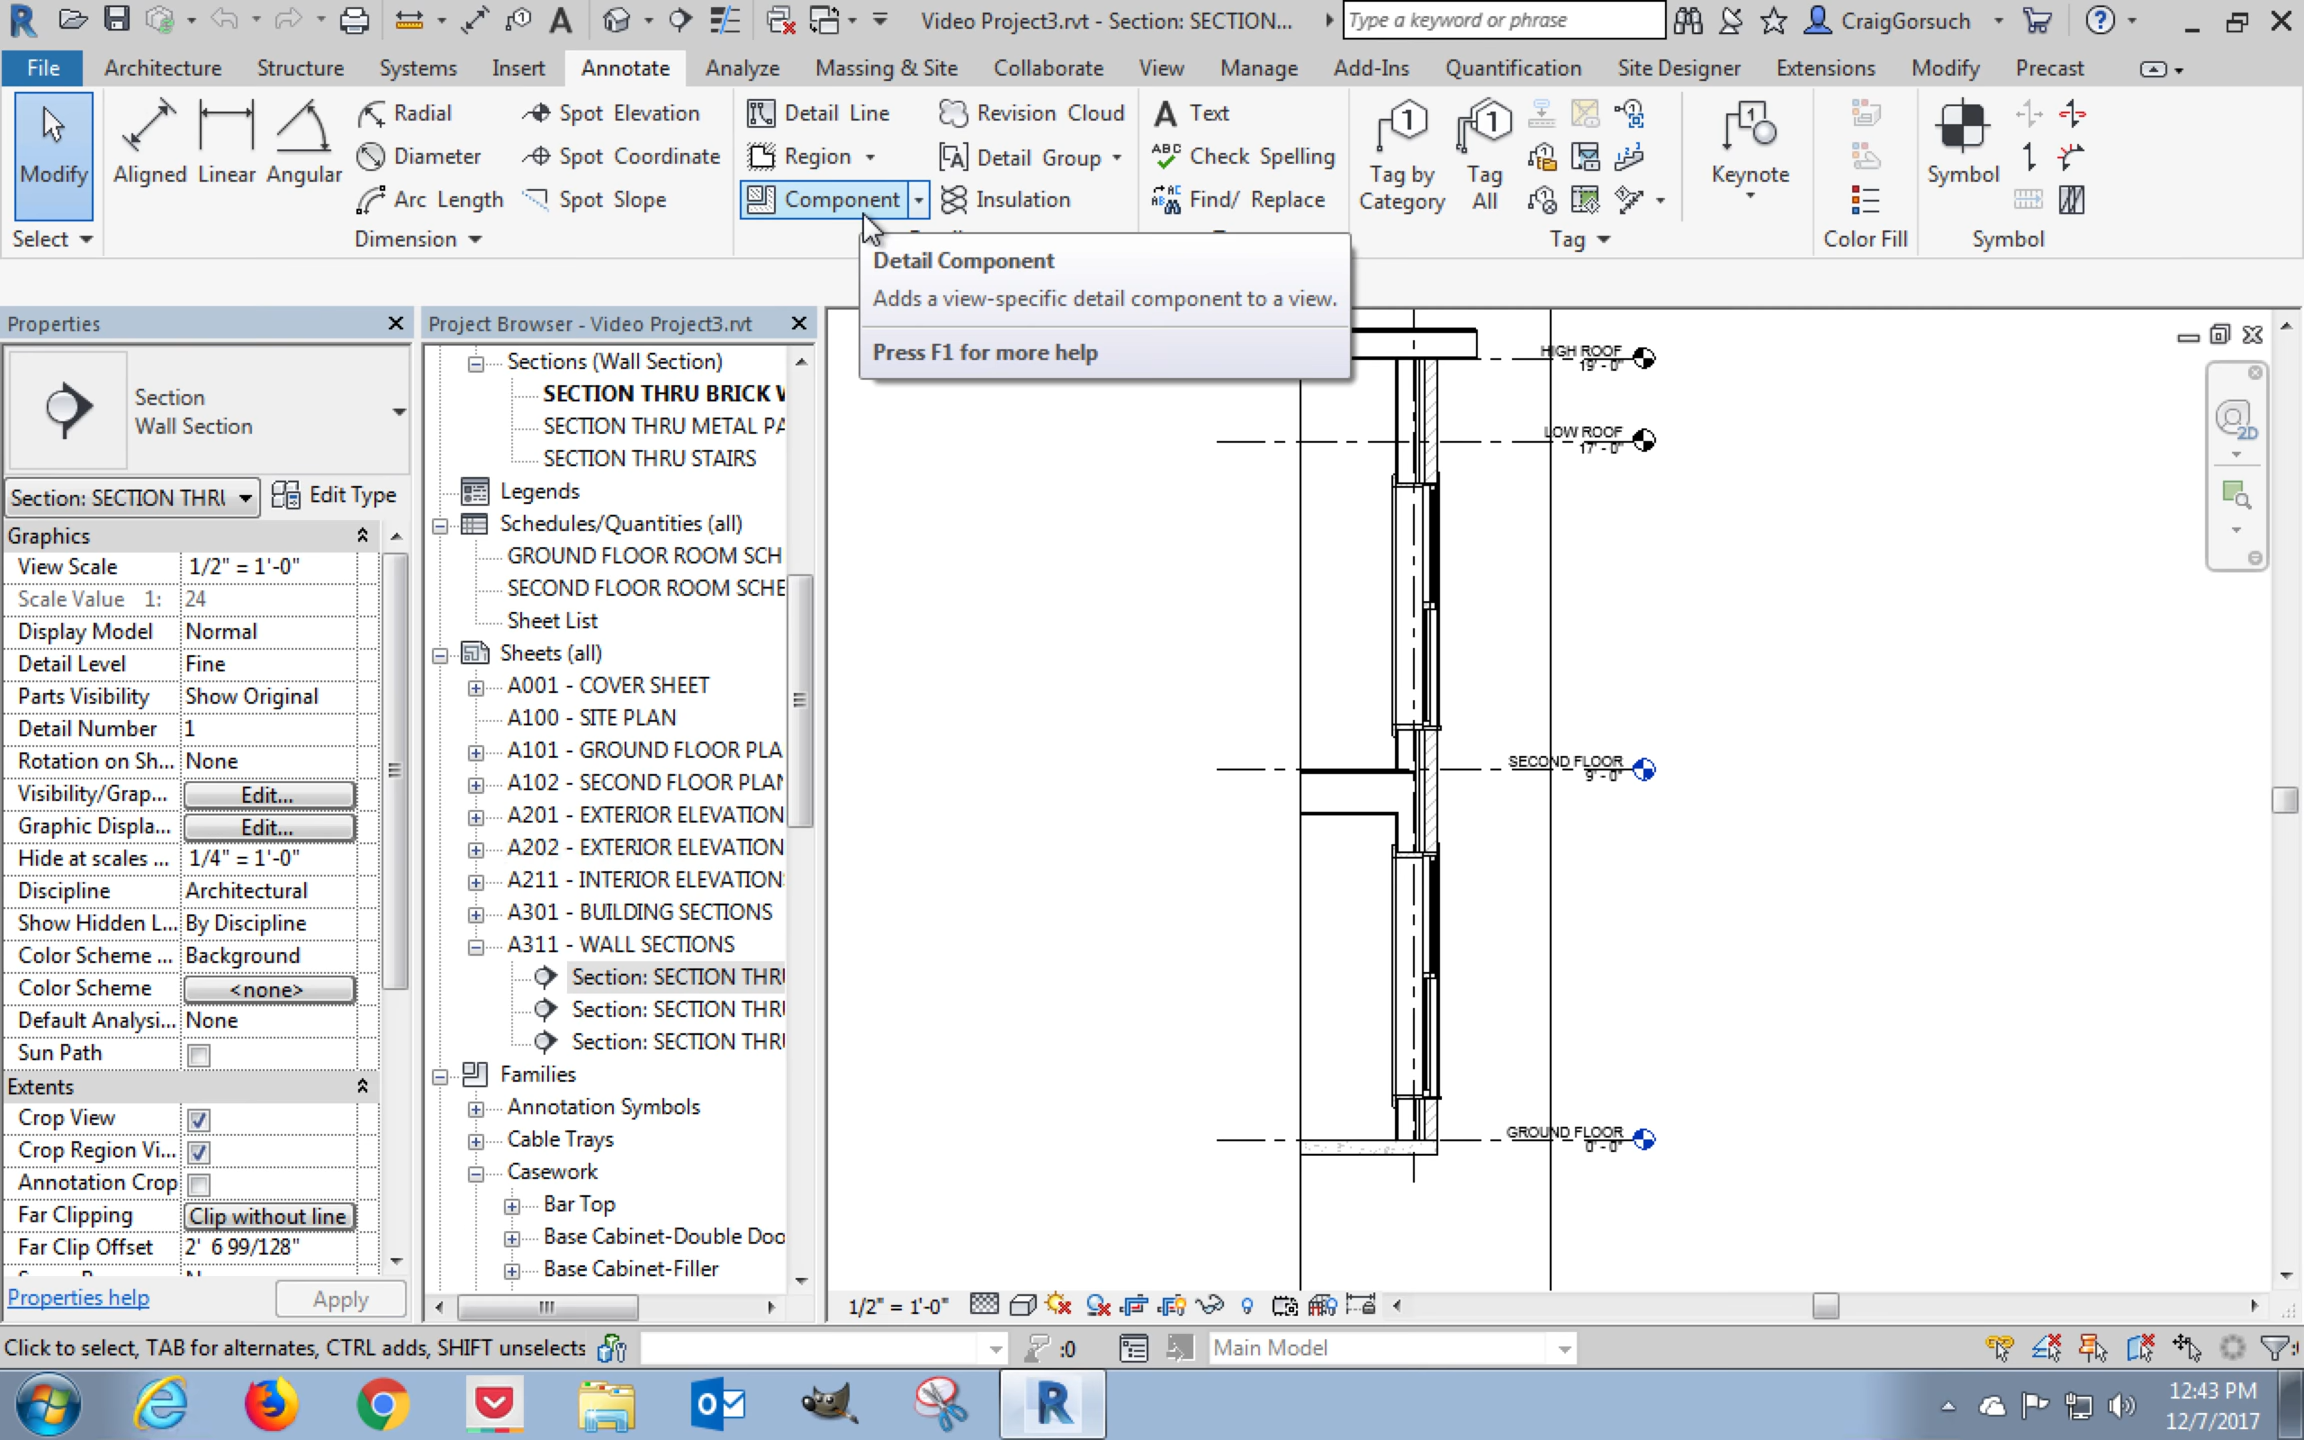 Video Project3.rvt - Section: SECTION...
Type a keyword or phrase
CraigGorsuch
File Architecture Structure Systems Insert Annotate Analyze Massing & Site Collaborate View Manage Add-Ins Quantification Site Designer Extensions Modify Precast
Modify
Aligned Linear Angular
Radial
Diameter
Arc Length
Spot Elevation
Spot Coordinate
Spot Slope
Detail Line
Region
Component
Revision Cloud
Detail Group
Insulation
Text
Check Spelling
Find/ Replace
Tag by
Category
Tag
All
Keynote
Symbol
Select
Dimension
Tag
Color Fill
Symbol
Detail Component
Adds a view-specific detail component to a view.
Press F1 for more help
Properties
Section
Wall Section
Section: SECTION THRU
Edit Type
Graphics
View Scale 1/2" = 1'-0"
Scale Value 1: 24
Display Model Normal
Detail Level Fine
Parts Visibility Show Original
Detail Number 1
Rotation on Sh... None
Visibility/Grap... Edit...
Graphic Displa... Edit...
Hide at scales ... 1/4" = 1'-0"
Discipline Architectural
Show Hidden L... By Discipline
Color Scheme ... Background
Color Scheme <none>
Default Analysi... None
Sun Path
Extents
Crop View
Crop Region Vi...
Annotation Crop
Far Clipping Clip without line
Far Clip Offset 2' 6 99/128"
Properties help
Apply
Project Browser - Video Project3.rvt
Sections (Wall Section)
SECTION THRU BRICK W
SECTION THRU METAL PA
SECTION THRU STAIRS
Legends
Schedules/Quantities (all)
GROUND FLOOR ROOM SCH
SECOND FLOOR ROOM SCHE
Sheet List
Sheets (all)
A001 - COVER SHEET
A100 - SITE PLAN
A101 - GROUND FLOOR PLA
A102 - SECOND FLOOR PLAN
A201 - EXTERIOR ELEVATION
A202 - EXTERIOR ELEVATION
A211 - INTERIOR ELEVATION
A301 - BUILDING SECTIONS
A311 - WALL SECTIONS
Section: SECTION THRU
Section: SECTION THRU
Section: SECTION THRU
Families
Annotation Symbols
Cable Trays
Casework
Bar Top
Base Cabinet-Double Doo
Base Cabinet-Filler
HIGH ROOF
19' - 0"
LOW ROOF
17' - 0"
SECOND FLOOR
9' - 0"
GROUND FLOOR
0' - 0"
2D
1/2" = 1'-0"
Click to select, TAB for alternates, CTRL adds, SHIFT unselects
:0
Main Model
12:43 PM
12/7/2017